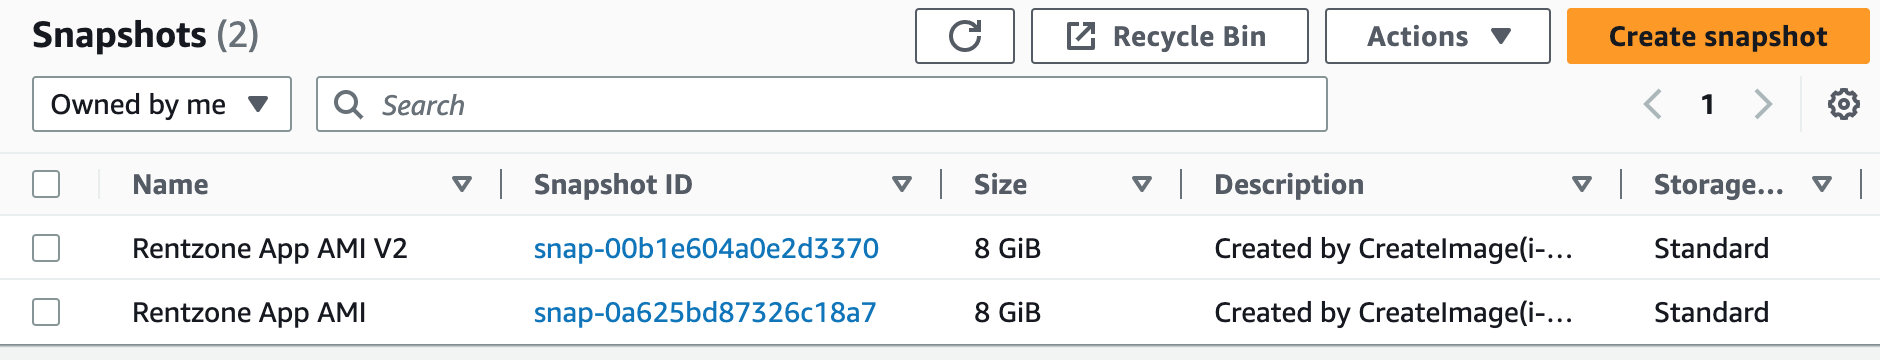 Snapshots (2) Recycle Bin Actions Create snapshot
Owned by me Search 1
Name Snapshot ID Size Description Storage...
Rentzone App AMI V2 snap-00b1e604a0e2d3370 8 GiB Created by CreateImage(i-... Standard
Rentzone App AMI snap-0a625bd87326c18a7 8 GiB Created by CreateImage(i-... Standard